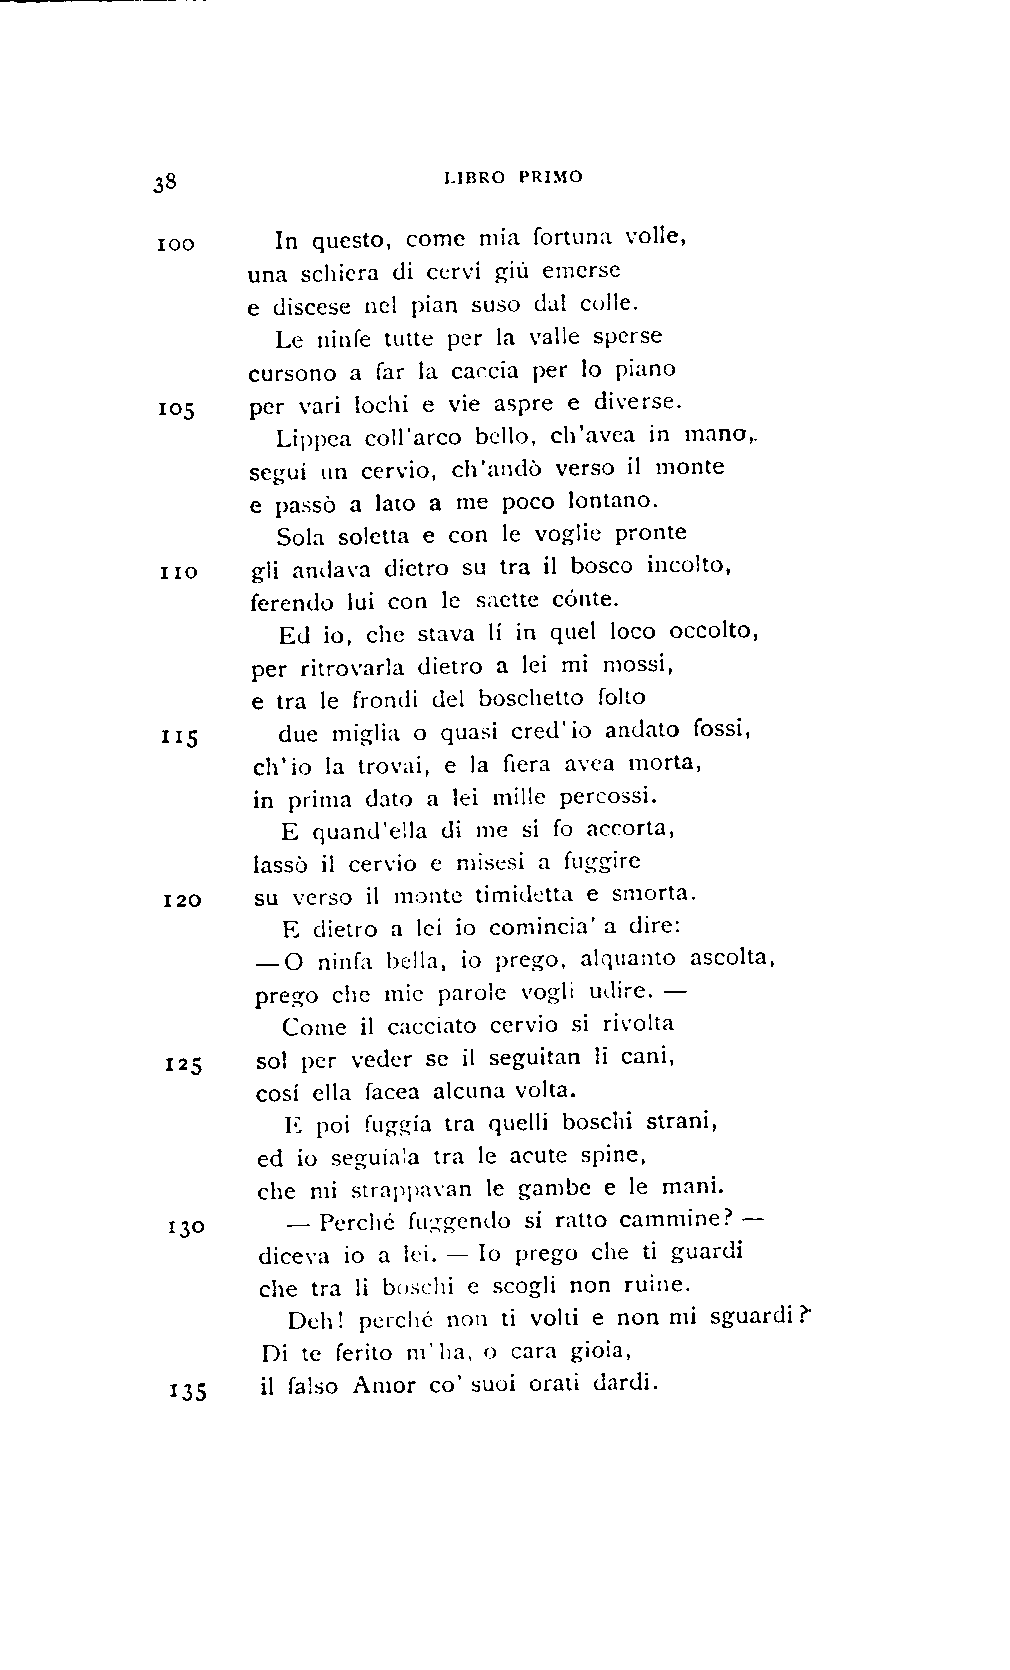 38 LIBRO PRIMO
100 In questo, come mia fortuna volle,
una schiera di cervi giú emerse
e discese nel pian suso dal colle.
Le ninfe tutte per la valle sperse
cursono a far la caccia per lo piano
105 per vari lochi e vie aspre e diverse.
Lippea coll'arco bello, ch'avea in mano,
seguí un cervio, ch'andò verso il monte
e passò a lato a me poco lontano.
Sola soletta e con le voglie pronte
110 gli andava dietro su tra il bosco incolto,
ferendo lui con le saette cónte.
Ed io, che stava lí in quel loco occolto,
per ritrovarla dietro a lei mi mossi,
e tra le frondi del boschetto folto
115 due miglia o quasi cred'io andato fossi,
ch'io la trovai, e la fiera avea morta,
in prima dato a lei mille percossi.
E quand'ella di me si fo accorta,
lassò il cervio e misesi a fuggire
120 su verso il monte timidetta e smorta.
E dietro a lei io comincia' a dire:
— O ninfa bella, io prego, alquanto ascolta,
prego che mie parole vogli udire. —
Come il cacciato cervio si rivolta
125 sol per veder se il seguitan li cani,
cosí ella facea alcuna volta.
E poi fuggía tra quelli boschi strani,
ed io seguíala tra le acute spine,
che mi strappavan le gambe e le mani.
130 — Perché fuggendo sí ratto cammine? —
diceva io a lei. — Io prego che ti guardi
che tra li boschi e scogli non ruine.
Deh! perché non ti volti e non mi sguardi?
Di te ferito m'ha, o cara gioia,
135 il falso Amor co' suoi orati dardi.